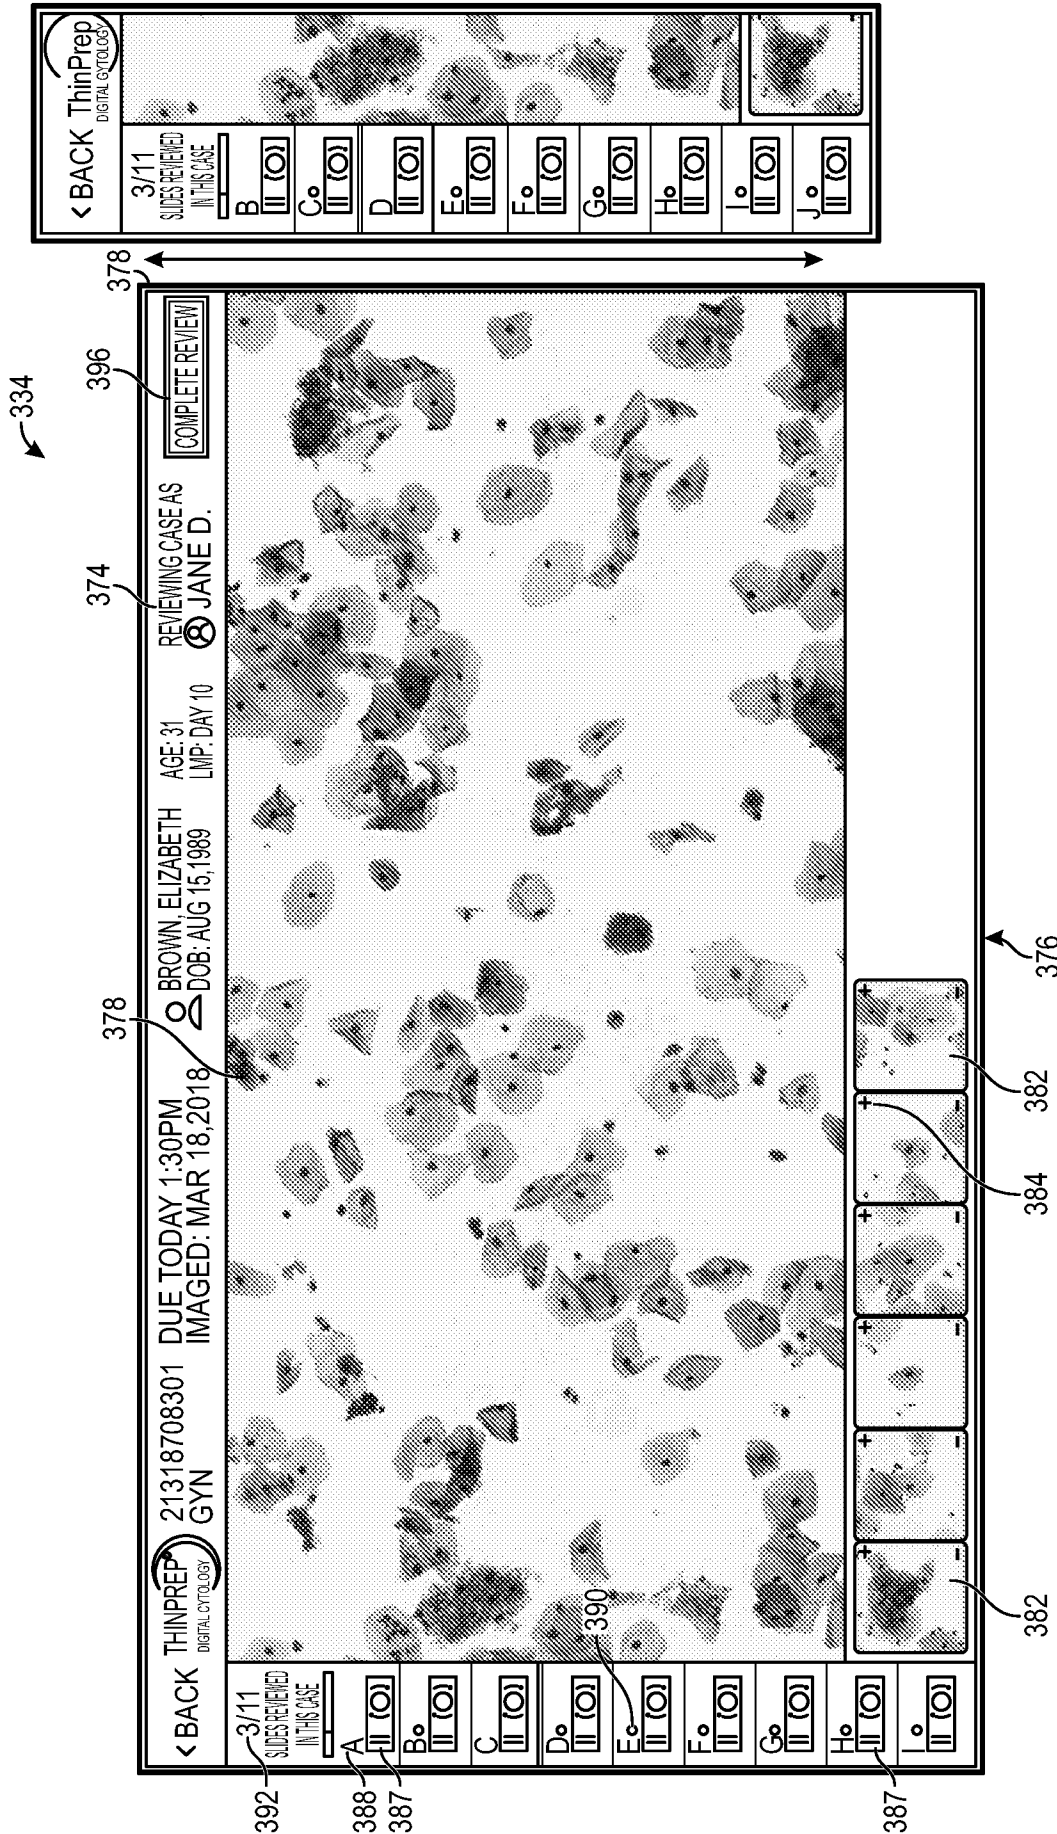 334
378
374
396
378
< BACK
THINPREP
DIGITAL CYTOLOGY
21318708301
GYN
DUE TODAY 1:30PM
IMAGED: MAR 18,2018
BROWN, ELIZABETH
DOB: AUG 15,1989
AGE: 31
LMP: DAY 10
REVIEWING CASE AS
JANE D.
COMPLETE REVIEW
392
3/11
SLIDES REVIEWED
IN THIS CASE
388
A
387
B
C
D
E
390
F
G
H
387
I
+ + + + + +
- - - - - -
382
384
382
376
< BACK
ThinPrep
DIGITAL GYTOLOGY
3/11
SLIDES REVIEWED
IN THIS CASE
B
C
D
E
F
G
H
I
J
-